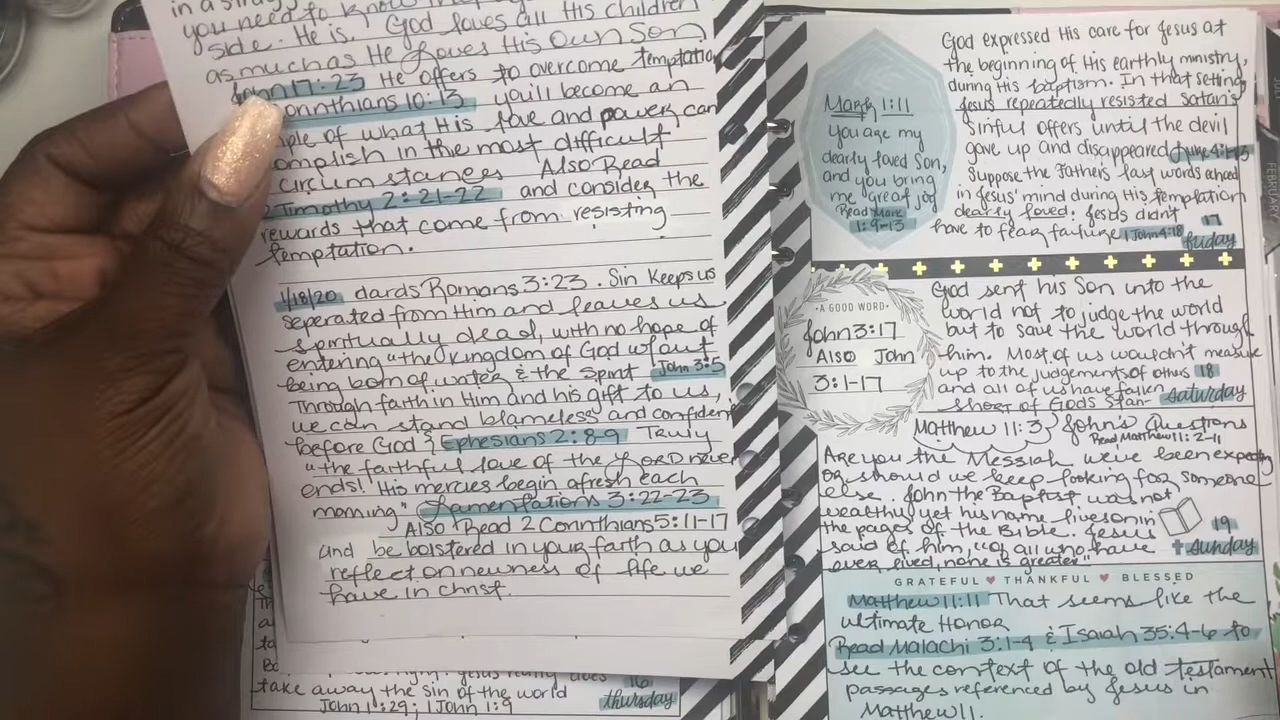 in a
you need to know
side. He is. God loves all His children
as much as He loves His own Son
John 17:23 He offers to overcome temptation
Corinthians 10:13 you'll become an
ple of what His love and power can
omplish in the most difficult
circumstances Also Read
2 Timothy 2:21-22 and consider the
rewards that come from resisting
temptation.
1/18/20 dards Romans 3:23. Sin keeps us
seperated from Him and leaves us
spiritually dead, with no hope of
entering "the kingdom of God w/out
being born of water & the Spirit John 3:5
Through faith in Him and his gift to us,
we can stand blameless and confident
before God & Ephesians 2:8-9 Truly
"the faithful love of the LORD never
ends! His mercies begin afresh each
morning" Lamentations 3:22-23
Also Read 2 Corinthians 5:11-17
and be bolstered in your faith as you
reflect on newness of life we
have in christ.
take away the sin of the world
John 1:29; 1 John 1:9
16
thursday
Mark 1:11
You are my
dearly loved Son,
and you bring
me great joy
Read Mark
1:9-13
God expressed His care for Jesus at
the beginning of His earthly ministry,
during His baptism. In that setting
Jesus repeatedly resisted Satan's
sinful offers until the devil
gave up and disappeared 4:1-13
Suppose the Fathers last words echoed
in Jesus' mind during His temptation
dearly loved. Jesus didn't
have to fear failure 1 John 4:18
17
friday
A GOOD WORD
John 3:17
Also John
3:1-17
God sent his Son into the
world not to judge the world
but to save the world through
him. Most of us wouldn't measure
up to the judgements of others 18
and all of us have fallen
short of Gods stan- saturday
Matthew 11:3 John's Questions
Read Matthew 11:2-11
Are you the Messiah we've been expecting
or should we keep looking for someone
else. John the Baptist was not
wealthy yet his name lives on in
the pages of the Bible. Jesus
said of him, "of all who have
ever lived, none is greater"
19
sunday
GRATEFUL ♥ THANKFUL ♥ BLESSED
Matthew 11:11 That seems like the
ultimate Honor
Read Malachi 3:1-4 & Isaiah 35:4-6 to
see the context of the old testament
passages referenced by Jesus in
Matthew 11.
FEBRUARY